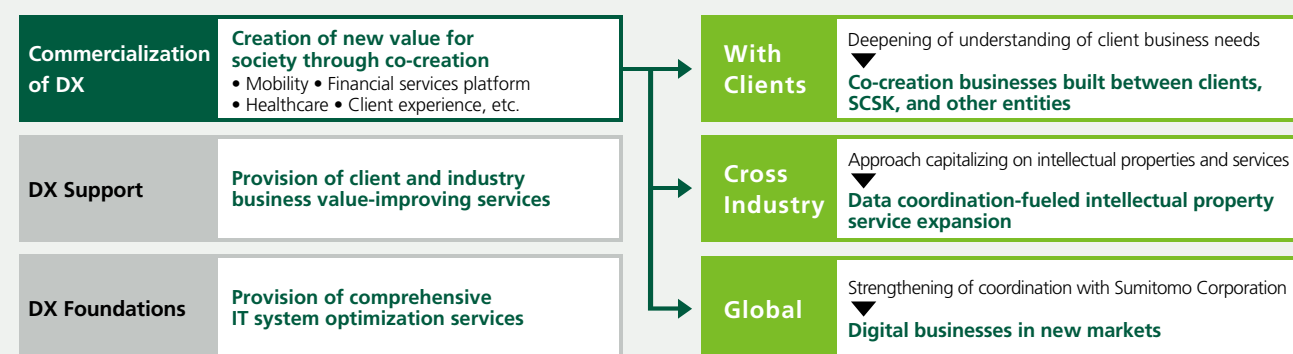 Commercialization
of DX
Creation of new value for
society through co-creation
• Mobility • Financial services platform
• Healthcare • Client experience, etc.
DX Support
Provision of client and industry
business value-improving services
DX Foundations
Provision of comprehensive
IT system optimization services
With
Clients
Deepening of understanding of client business needs
Co-creation businesses built between clients,
SCSK, and other entities
Cross
Industry
Approach capitalizing on intellectual properties and services
Data coordination-fueled intellectual property
service expansion
Global
Strengthening of coordination with Sumitomo Corporation
Digital businesses in new markets